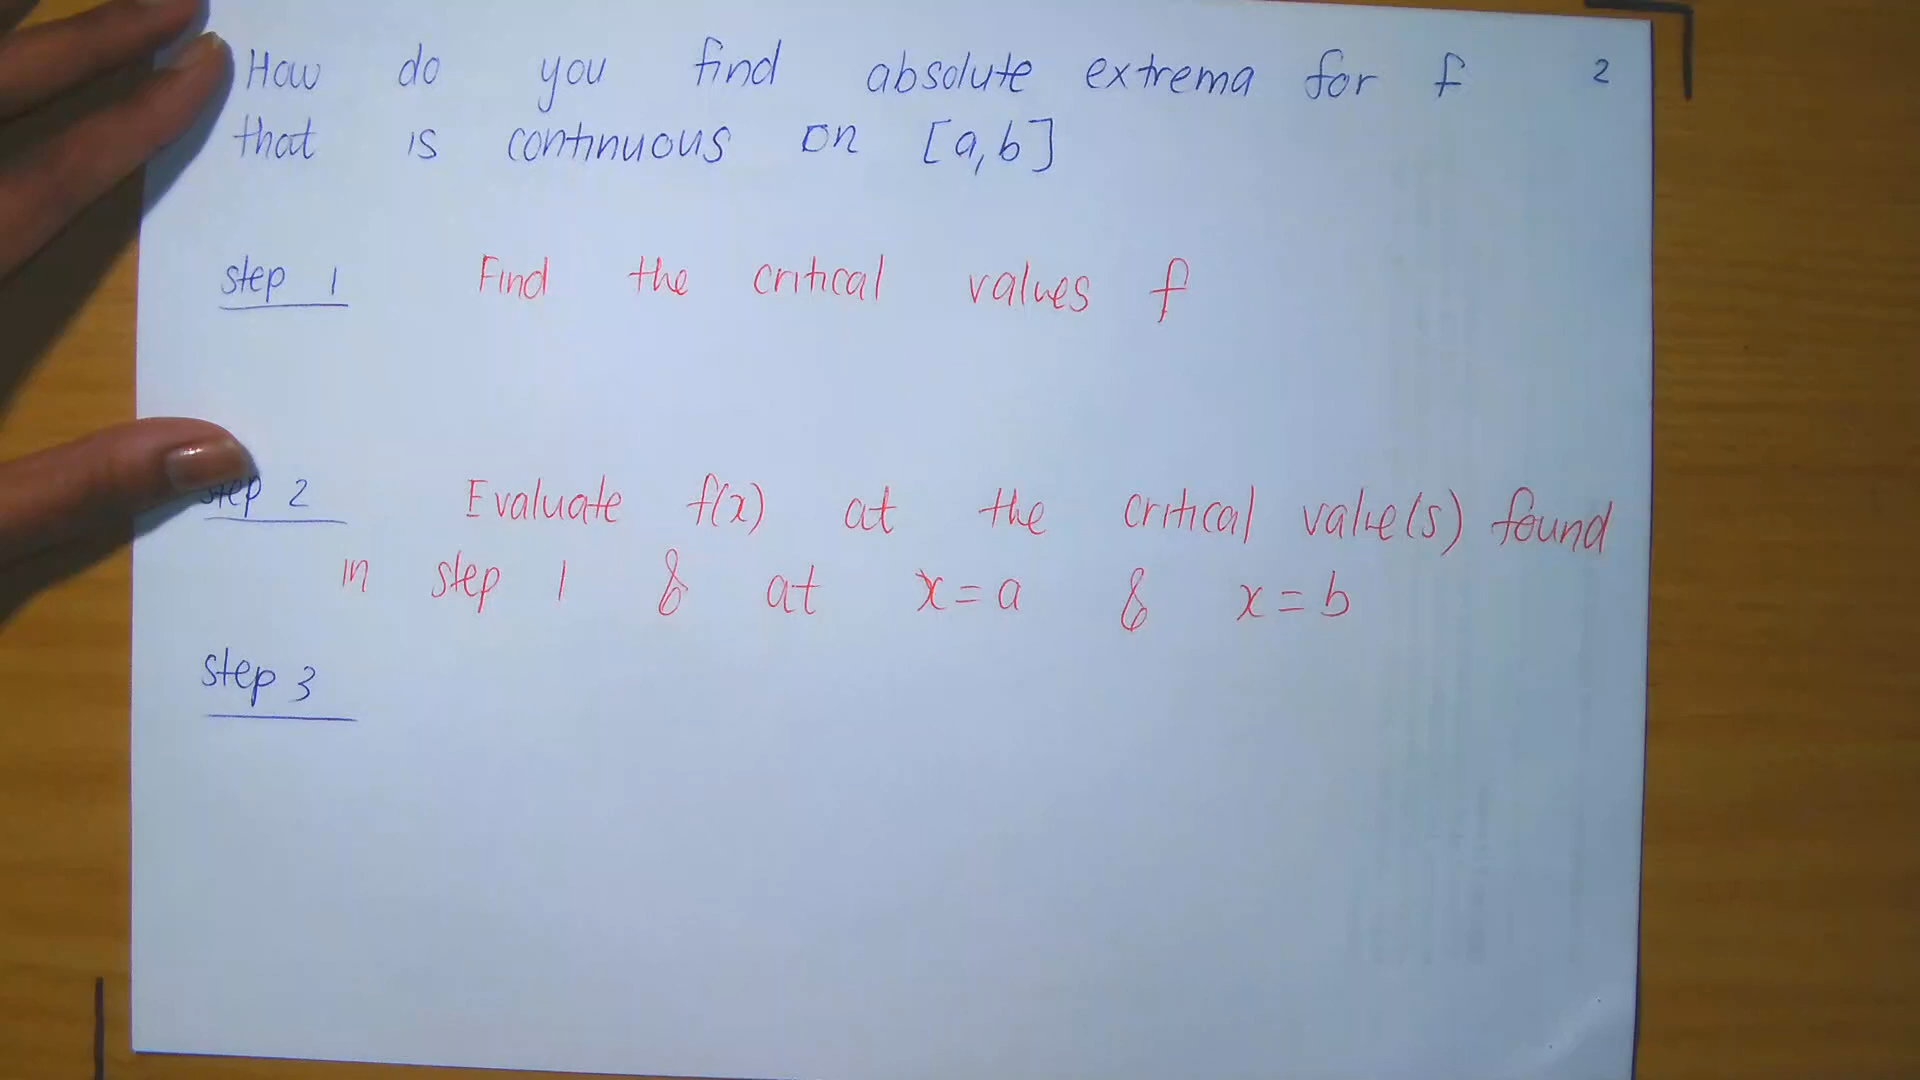 How do you find absolute extrema for f 2
that is continuous on [a,b]
step 1 Find the critical values f
step 2 Evaluate f(x) at the critical value(s) found
in step 1 & at x=a & x=b
step 3